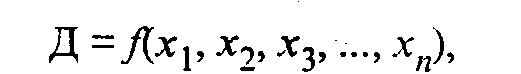 Д = f(x₁, x₂, x₃, ..., xₙ),